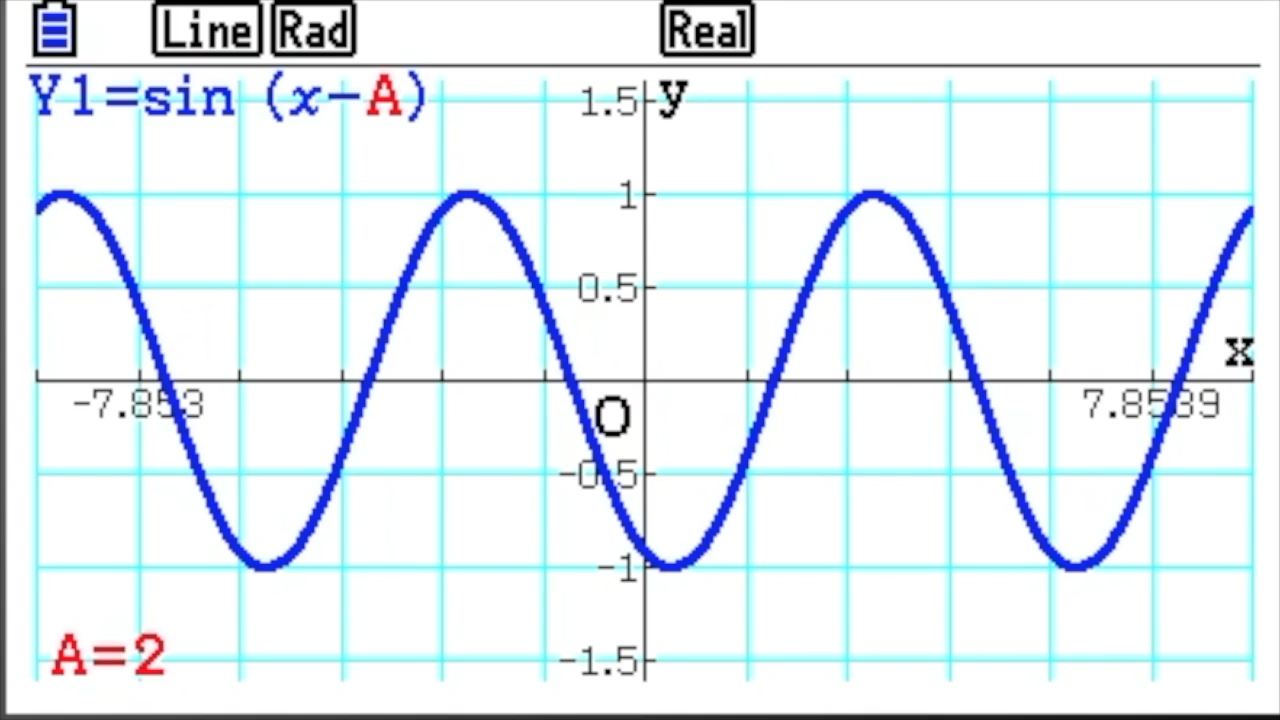 Line Rad Real
Y1=sin (x-A)
1.5 y
1
0.5
x
-7.853 7.8539
O
-0.5
-1
A=2
-1.5